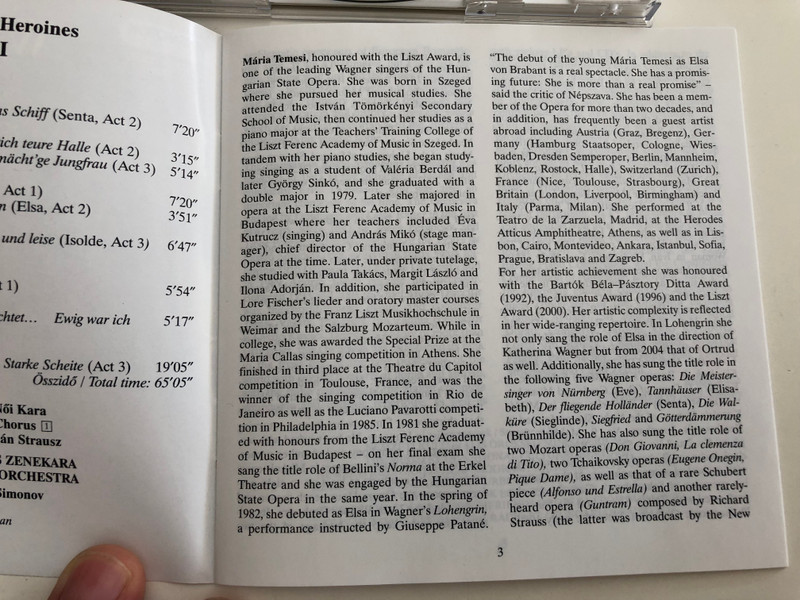 Heroines
I
s Schiff (Senta, Act 2)
7’20”
ich teure Halle (Act 2)
3’15”
mächt'ge Jungfrau (Act 3)
5’14”
Act 1)
7’20”
n (Elsa, Act 2)
3’51”
und leise (Isolde, Act 3)
6’47”
t 1)
5’54”
chtet... Ewig war ich
5’17”
Starke Scheite (Act 3)
19’05”
Összidő / Total time: 65’05”
Női Kara
Chorus 1
án Strausz
S ZENEKARA
ORCHESTRA
Simonov
an
Mária Temesi, honoured with the Liszt Award, is
one of the leading Wagner singers of the Hun-
garian State Opera. She was born in Szeged
where she pursued her musical studies. She
attended the István Tömörkényi Secondary
School of Music, then continued her studies as a
piano major at the Teachers' Training College of
the Liszt Ferenc Academy of Music in Szeged. In
tandem with her piano studies, she began study-
ing singing as a student of Valéria Berdál and
later György Sinkó, and she graduated with a
double major in 1979. Later she majored in
opera at the Liszt Ferenc Academy of Music in
Budapest where her teachers included Éva
Kutrucz (singing) and András Mikó (stage man-
ager), chief director of the Hungarian State
Opera at the time. Later, under private tutelage,
she studied with Paula Takács, Margit László and
Ilona Adorján. In addition, she participated in
Lore Fischer's lieder and oratory master courses
organized by the Franz Liszt Musikhochschule in
Weimar and the Salzburg Mozarteum. While in
college, she was awarded the Special Prize at the
Maria Callas singing competition in Athens. She
finished in third place at the Theatre du Capitol
competition in Toulouse, France, and was the
winner of the singing competition in Rio de
Janeiro as well as the Luciano Pavarotti competi-
tion in Philadelphia in 1985. In 1981 she graduat-
ed with honours from the Liszt Ferenc Academy
of Music in Budapest – on her final exam she
sang the title role of Bellini's Norma at the Erkel
Theatre and she was engaged by the Hungarian
State Opera in the same year. In the spring of
1982, she debuted as Elsa in Wagner's Lohengrin,
a performance instructed by Giuseppe Patané.
“The debut of the young Mária Temesi as Elsa
von Brabant is a real spectacle. She has a promis-
ing future: She is more than a real promise” –
said the critic of Népszava. She has been a mem-
ber of the Opera for more than two decades, and
in addition, has frequently been a guest artist
abroad including Austria (Graz, Bregenz), Ger-
many (Hamburg Staatsoper, Cologne, Wies-
baden, Dresden Semperoper, Berlin, Mannheim,
Koblenz, Rostock, Halle), Switzerland (Zurich),
France (Nice, Toulouse, Strasbourg), Great
Britain (London, Liverpool, Birmingham) and
Italy (Parma, Milan). She performed at the
Teatro de la Zarzuela, Madrid, at the Herodes
Atticus Amphitheatre, Athens, as well as in Lis-
bon, Cairo, Montevideo, Ankara, Istanbul, Sofia,
Prague, Bratislava and Zagreb.
For her artistic achievement she was honoured
with the Bartók Béla–Pásztory Ditta Award
(1992), the Juventus Award (1996) and the Liszt
Award (2000). Her artistic complexity is reflected
in her wide-ranging repertoire. In Lohengrin she
not only sang the role of Elsa in the direction of
Katherina Wagner but from 2004 that of Ortrud
as well. Additionally, she has sung the title role in
the following five Wagner operas: Die Meister-
singer von Nürnberg (Eve), Tannhäuser (Elisa-
beth), Der fliegende Holländer (Senta), Die Wal-
küre (Sieglinde), Siegfried and Götterdämmerung
(Brünnhilde). She has also sung the title role of
two Mozart operas (Don Giovanni, La clemenza
di Tito), two Tchaikovsky operas (Eugene Onegin,
Pique Dame), as well as that of a rare Schubert
piece (Alfonso und Estrella) and another rarely-
heard opera (Guntram) composed by Richard
Strauss (the latter was broadcast by the New
3